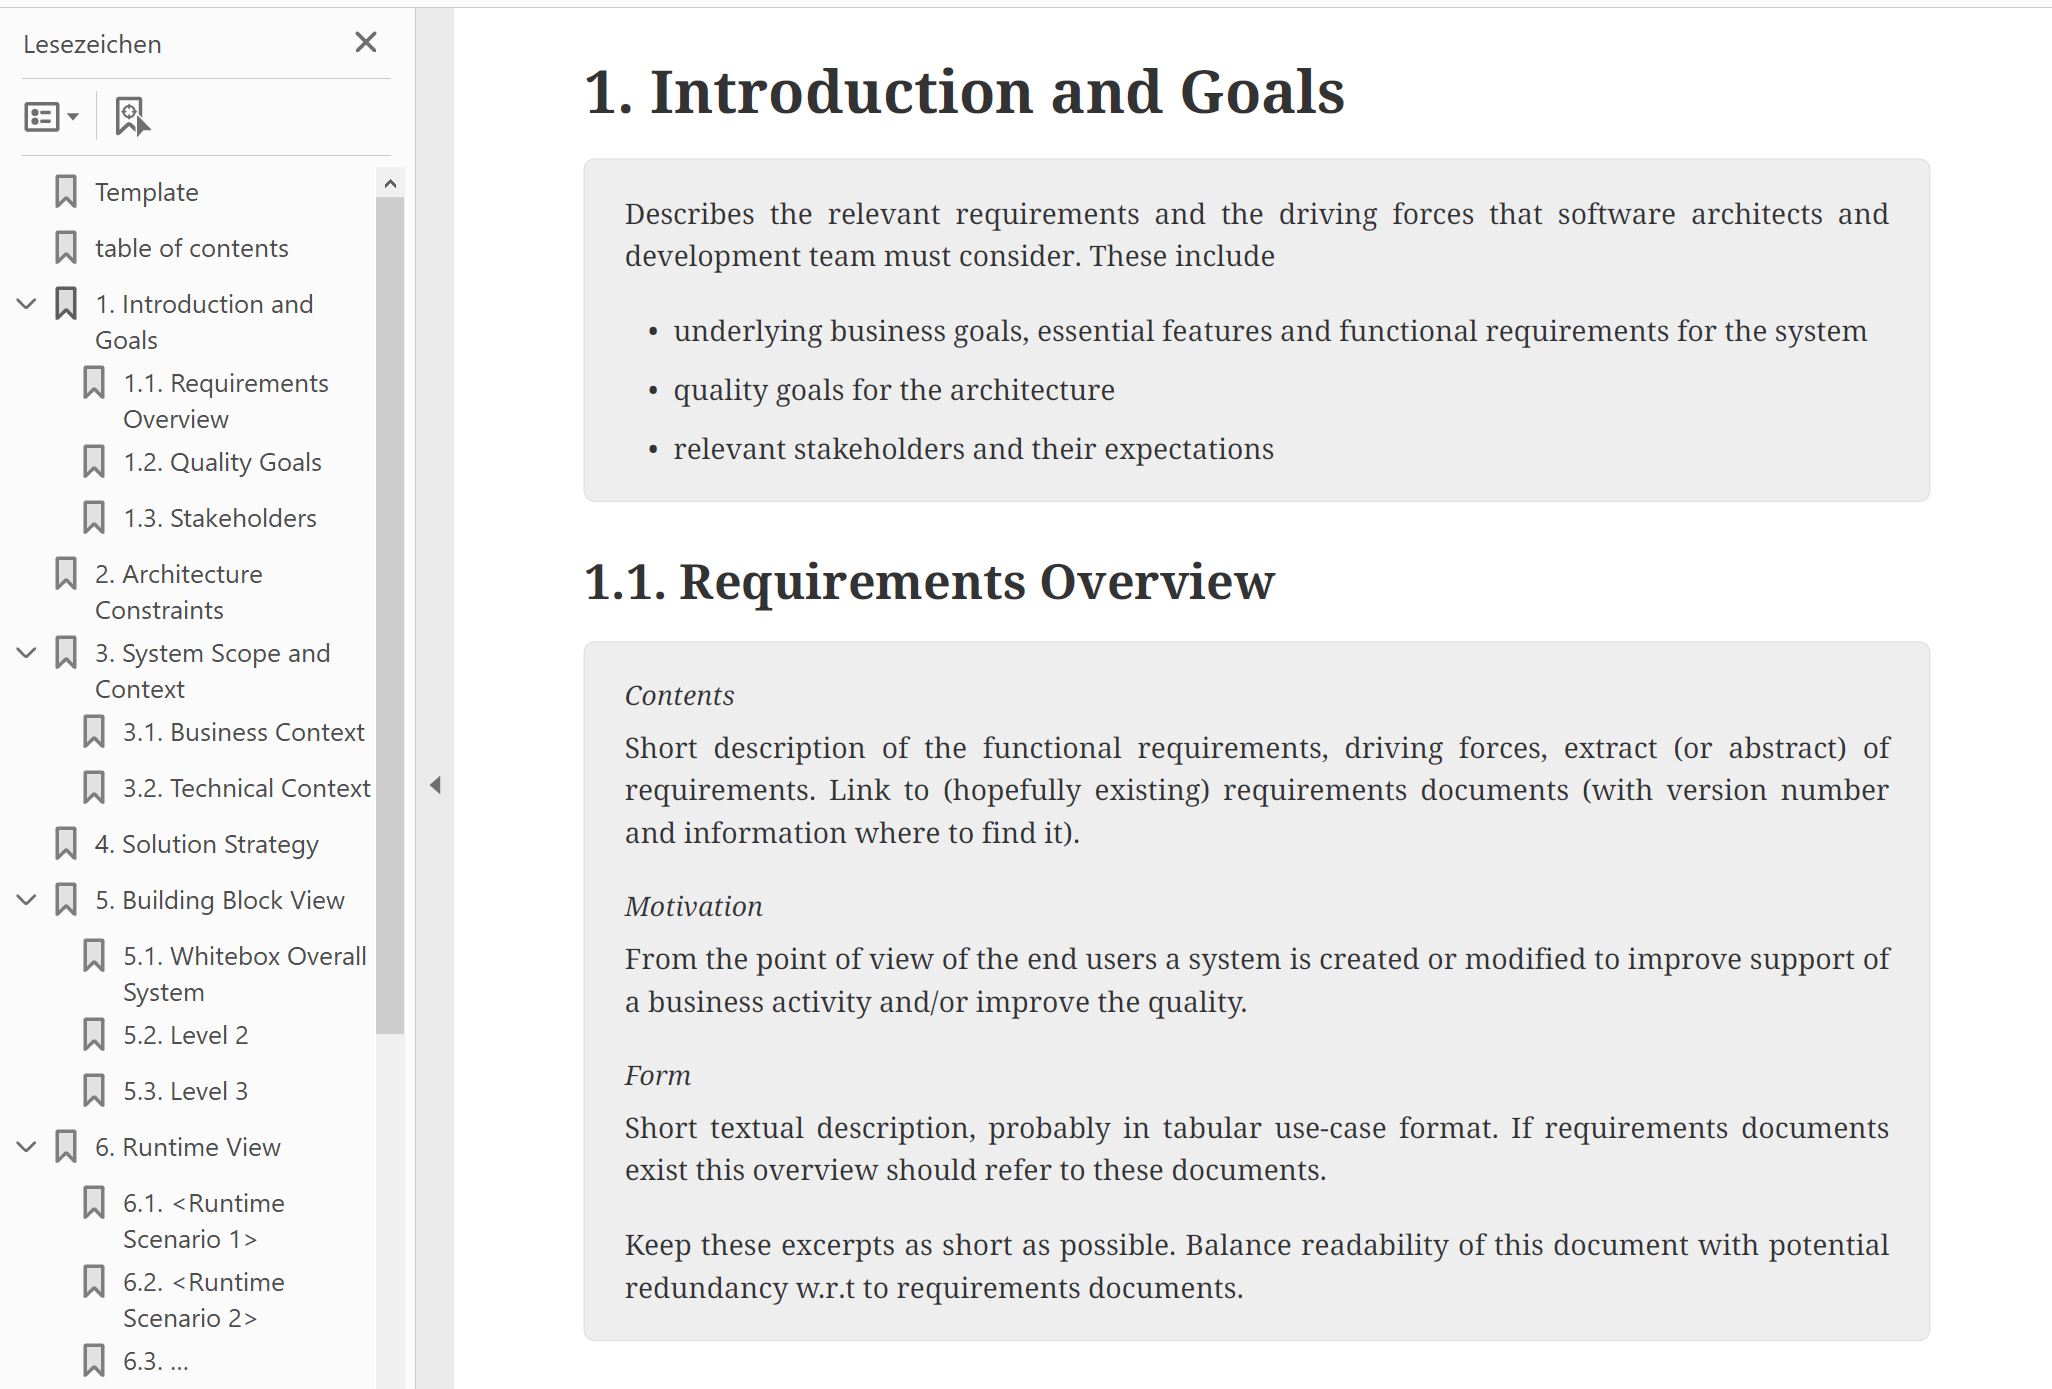 Lesezeichen
Template
table of contents
1. Introduction and
Goals
1.1. Requirements
Overview
1.2. Quality Goals
1.3. Stakeholders
2. Architecture
Constraints
3. System Scope and
Context
3.1. Business Context
3.2. Technical Context
4. Solution Strategy
5. Building Block View
5.1. Whitebox Overall
System
5.2. Level 2
5.3. Level 3
6. Runtime View
6.1. <Runtime
Scenario 1>
6.2. <Runtime
Scenario 2>
6.3. ...
1. Introduction and Goals
Describes the relevant requirements and the driving forces that software architects and
development team must consider. These include
• underlying business goals, essential features and functional requirements for the system
• quality goals for the architecture
• relevant stakeholders and their expectations
1.1. Requirements Overview
Contents
Short description of the functional requirements, driving forces, extract (or abstract) of
requirements. Link to (hopefully existing) requirements documents (with version number
and information where to find it).
Motivation
From the point of view of the end users a system is created or modified to improve support of
a business activity and/or improve the quality.
Form
Short textual description, probably in tabular use-case format. If requirements documents
exist this overview should refer to these documents.
Keep these excerpts as short as possible. Balance readability of this document with potential
redundancy w.r.t to requirements documents.